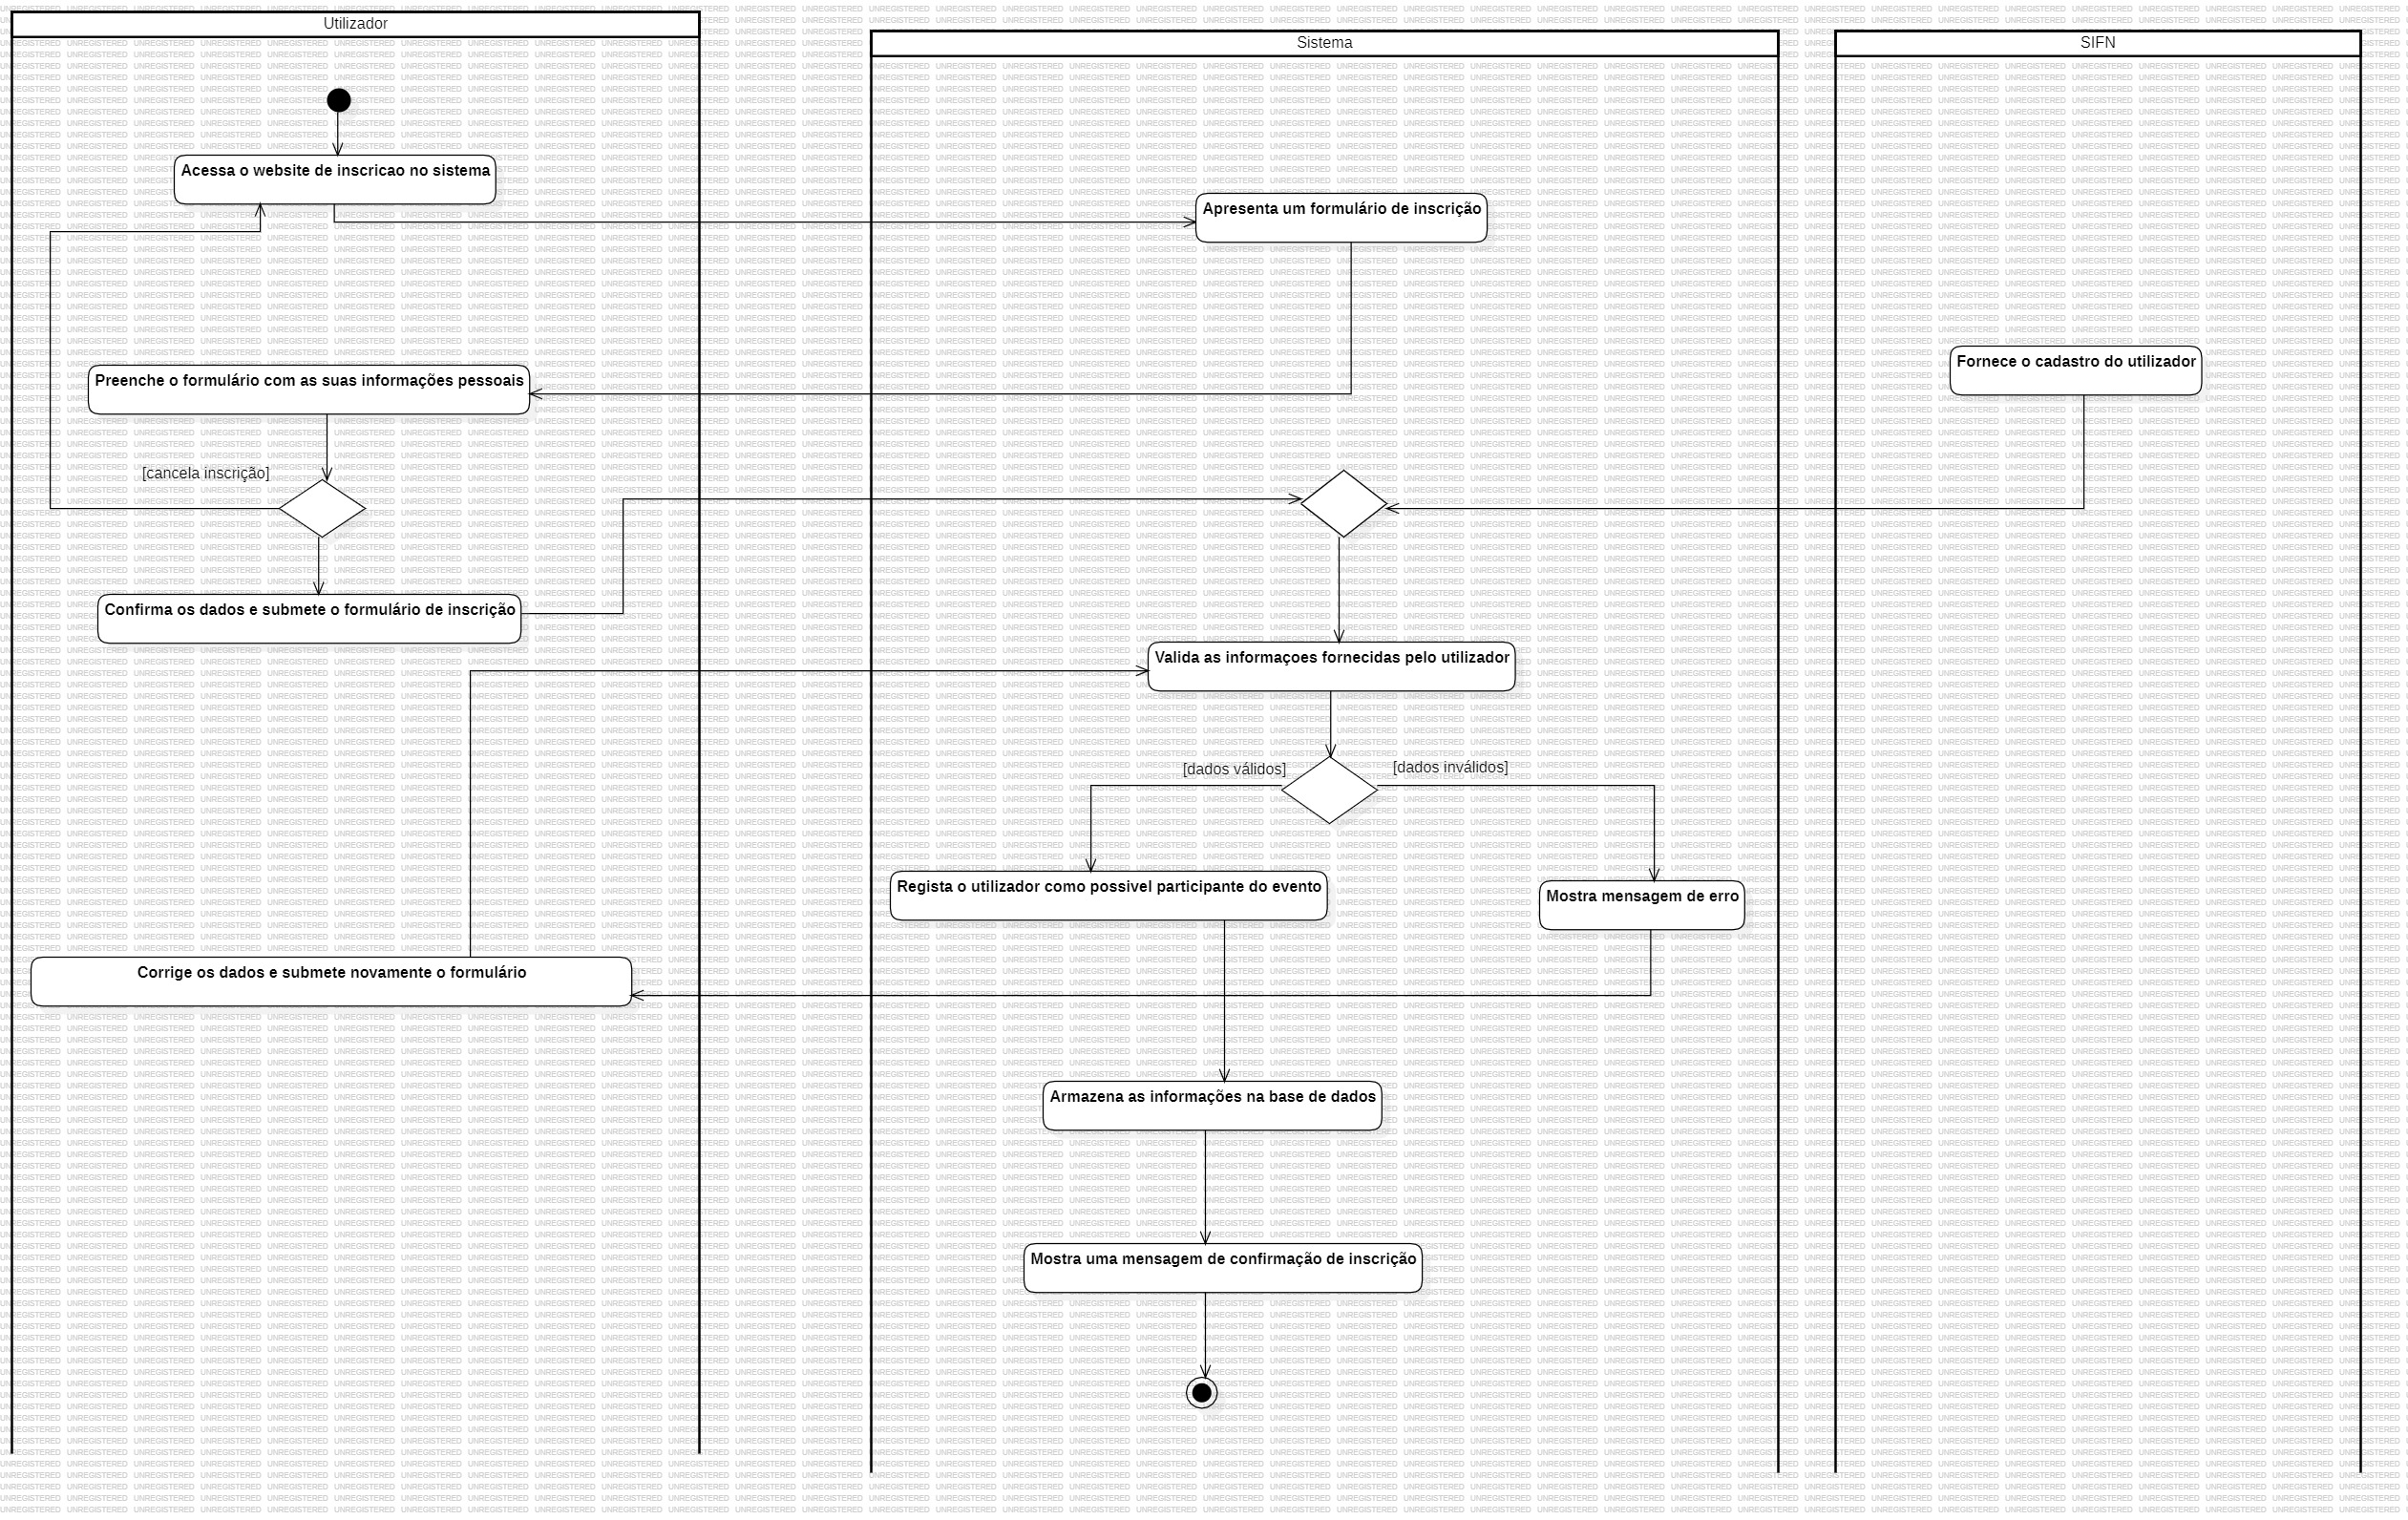 Utilizador
Sistema
SIFN
Acessa o website de inscricao no sistema
Apresenta um formulário de inscrição
Fornece o cadastro do utilizador
Preenche o formulário com as suas informações pessoais
[cancela inscrição]
Confirma os dados e submete o formulário de inscrição
Valida as informaçoes fornecidas pelo utilizador
[dados válidos]
[dados inválidos]
Regista o utilizador como possivel participante do evento
Mostra mensagem de erro
Corrige os dados e submete novamente o formulário
Armazena as informações na base de dados
Mostra uma mensagem de confirmação de inscrição
UNREGISTERED